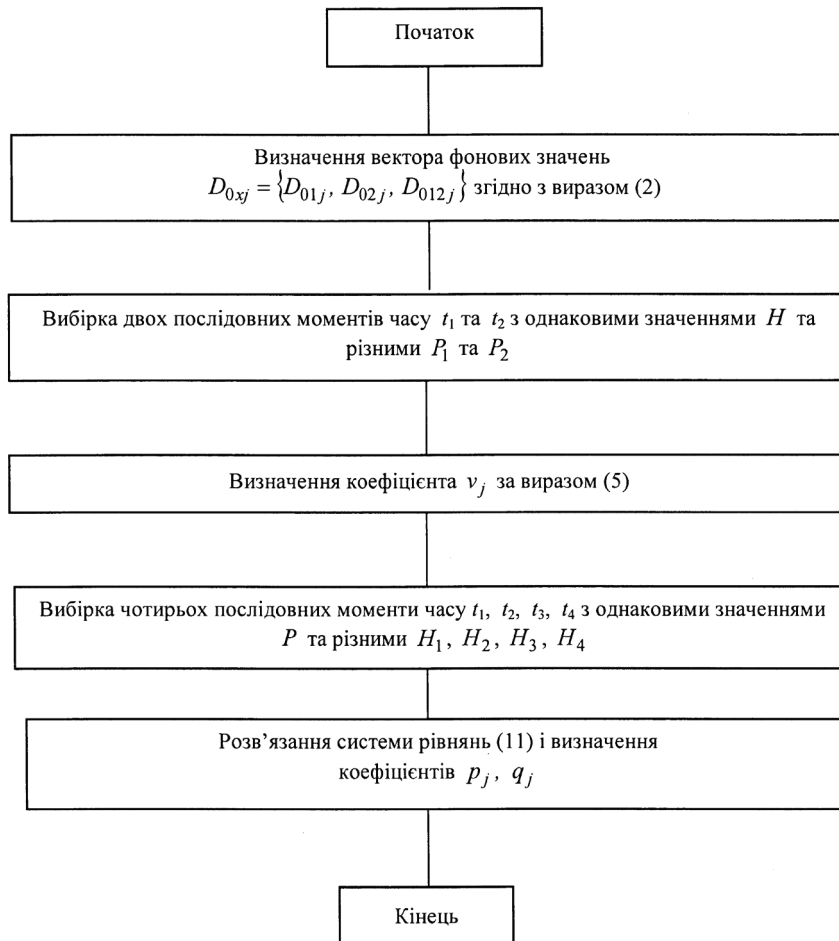 Початок
Визначення вектора фонових значень
D_{0xj} = {D_{01j}, D_{02j}, D_{012j}} згідно з виразом (2)
Вибірка двох послідовних моментів часу t_1 та t_2 з однаковими значеннями H та
різними P_1 та P_2
Визначення коефіцієнта v_j за виразом (5)
Вибірка чотирьох послідовних моменти часу t_1, t_2, t_3, t_4 з однаковими значеннями
P та різними H_1, H_2, H_3, H_4
Розв’язання системи рівнянь (11) і визначення
коефіцієнтів p_j, q_j
Кінець